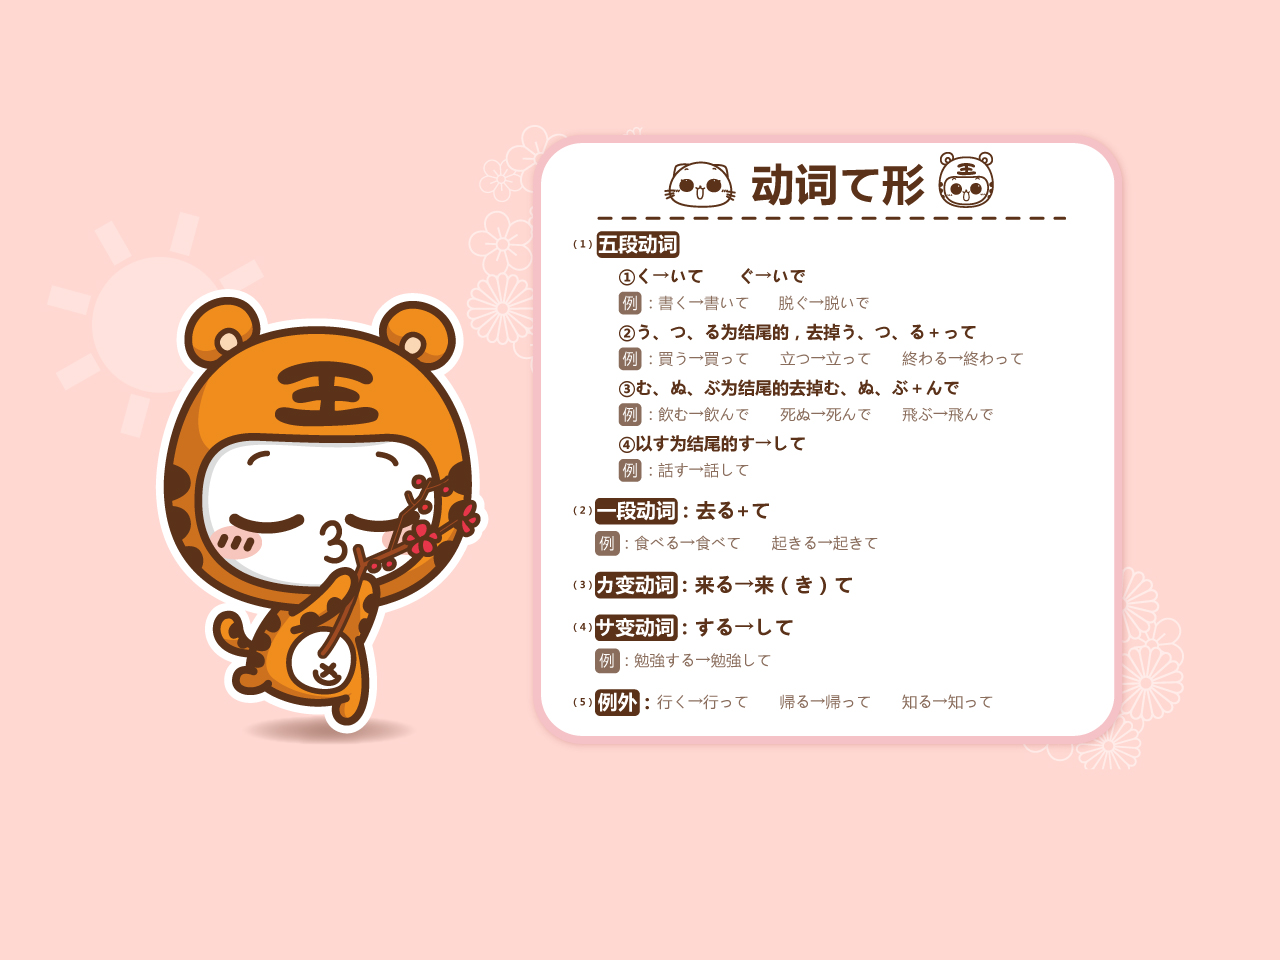 动词て形
（1）五段动词
①く→いて　　ぐ→いで
例：書く→書いて　　脱ぐ→脱いで
②う、つ、る为结尾的，去掉う、つ、る＋って
例：買う→買って　　立つ→立って　　終わる→終わって
③む、ぬ、ぶ为结尾的去掉む、ぬ、ぶ＋んで
例：飲む→飲んで　　死ぬ→死んで　　飛ぶ→飛んで
④以す为结尾的す→して
例：話す→話して
（2）一段动词：去る+て
例：食べる→食べて　　起きる→起きて
（3）カ变动词：来る→来（き）て
（4）サ变动词：する→して
例：勉強する→勉強して
（5）例外：行く→行って　　帰る→帰って　　知る→知って